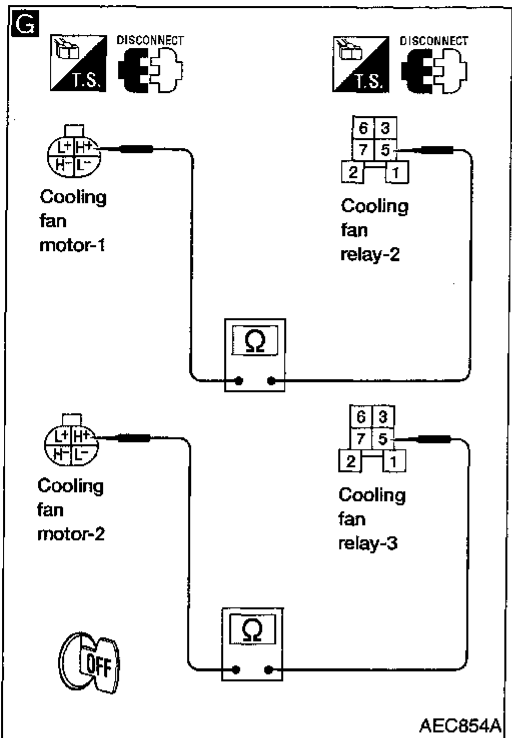 G
DISCONNECT
T.S.
DISCONNECT
T.S.
L+ H+
H- L-
Cooling
fan
motor-1
6 3
7 5
2 1
Cooling
fan
relay-2
Ω
L+ H+
H- L-
Cooling
fan
motor-2
6 3
7 5
2 1
Cooling
fan
relay-3
Ω
OFF
AEC854A